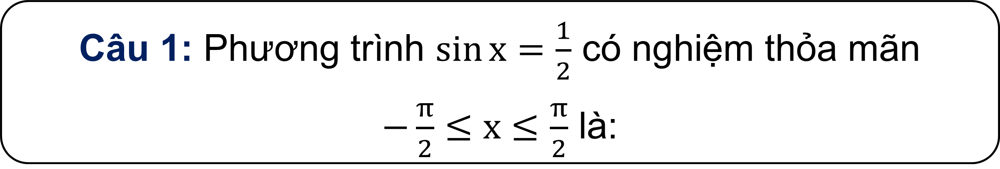 Câu 1: Phương trình sin x = 1/2 có nghiệm thỏa mãn
− π/2 ≤ x ≤ π/2 là: